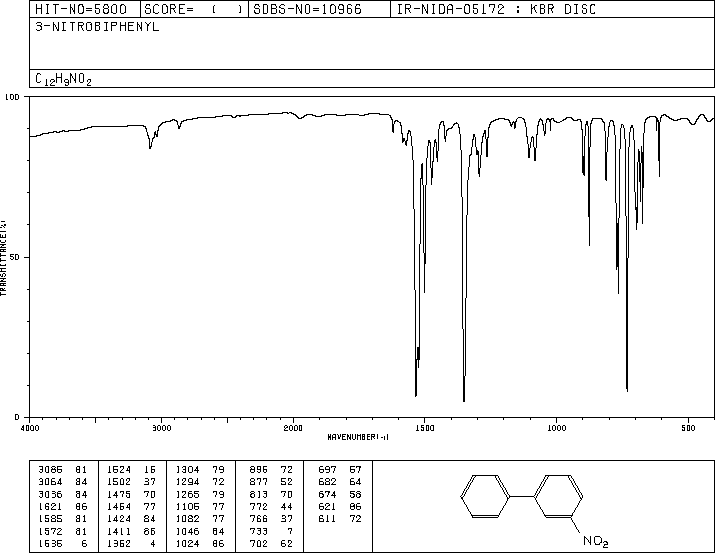 HIT-NO=5800 SCORE= ( ) SDBS-NO=10966 IR-NIDA-05172 : KBR DISC
3-NITROBIPHENYL
C12H9NO2
100
50
0
TRANSMITTANCE(%)
4000 3000 2000 1500 1000 500
WAVENUMBER(-1)
3086 81 1524 16 1304 79 896 72 697 57
3064 84 1502 37 1294 72 877 52 682 64
3036 84 1475 70 1265 79 813 70 674 58
1621 86 1454 77 1105 77 772 44 621 86
1585 81 1424 84 1082 77 766 37 611 72
1572 81 1411 86 1046 84 733 7
1535 6 1352 4 1024 86 702 62
NO2